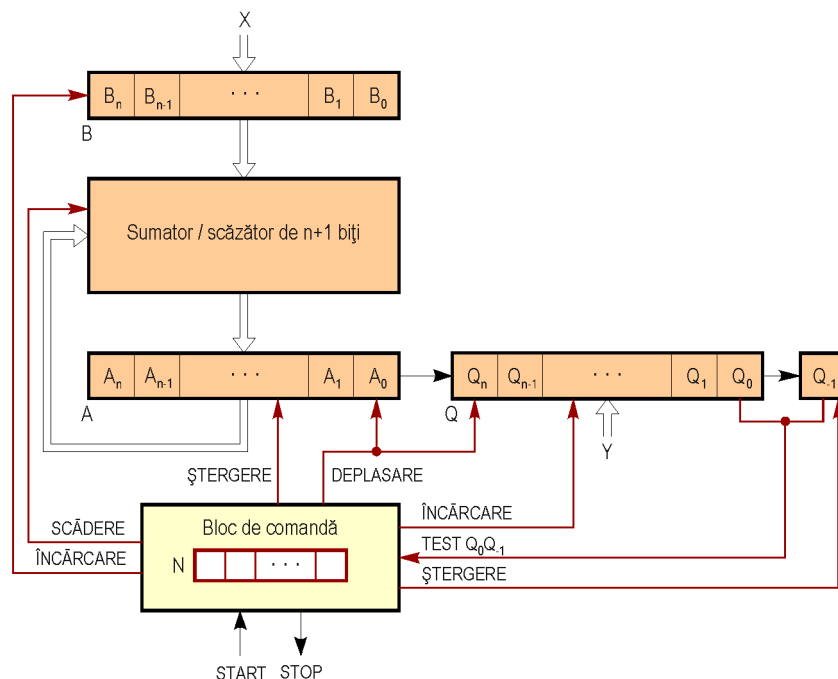 X
Bn Bn-1 · · · B1 B0
B
Sumator / scăzător de n+1 biţi
An An-1 · · · A1 A0
A
Qn Qn-1 · · · Q1 Q0
Q
Q-1
Y
ŞTERGERE
DEPLASARE
SCĂDERE
ÎNCĂRCARE
Bloc de comandă
N · · ·
ÎNCĂRCARE
TEST Q0Q-1
ŞTERGERE
START
STOP